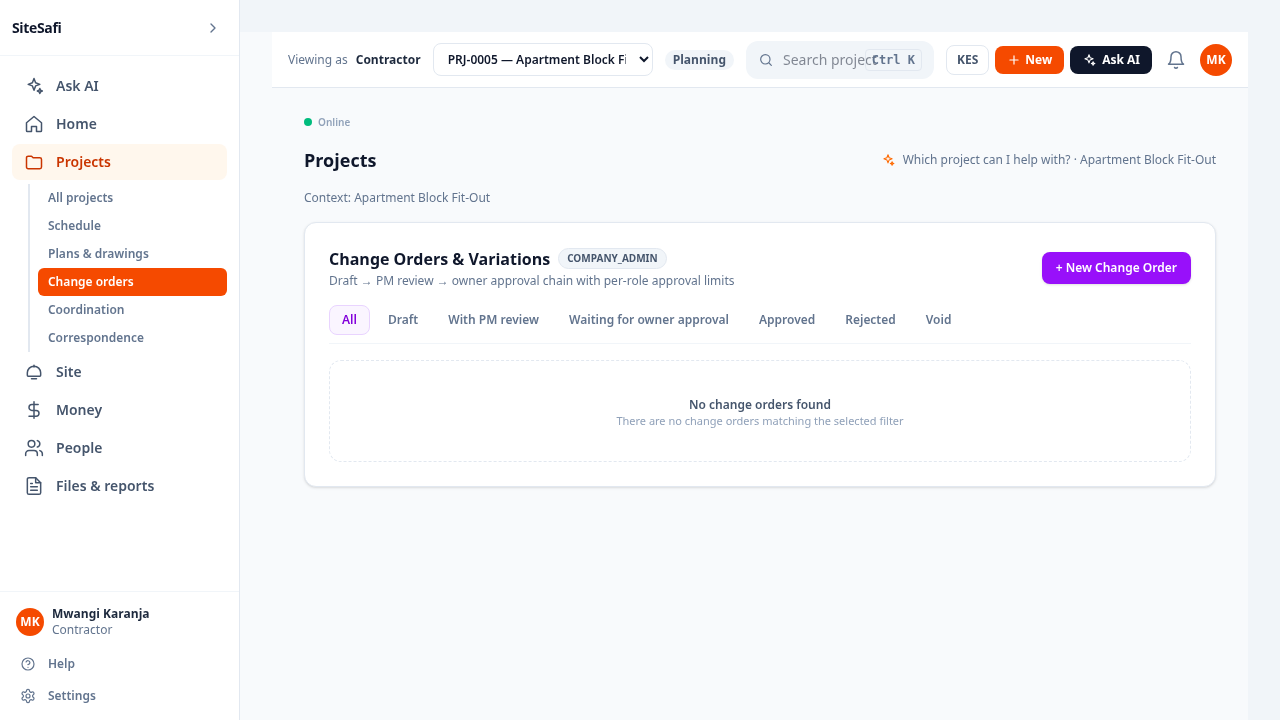 SiteSafi
Ask AI
Home
Projects
All projects
Schedule
Plans & drawings
Change orders
Coordination
Correspondence
Site
Money
People
Files & reports
MK
Mwangi Karanja
Contractor
Help
Settings
Viewing as Contractor
PRJ-0005 — Apartment Block Fi
Planning
Search project
Ctrl K
KES
New
Ask AI
MK
Online
Projects
Which project can I help with? · Apartment Block Fit-Out
Context: Apartment Block Fit-Out
Change Orders & Variations
COMPANY_ADMIN
Draft → PM review → owner approval chain with per-role approval limits
+ New Change Order
All
Draft
With PM review
Waiting for owner approval
Approved
Rejected
Void
No change orders found
There are no change orders matching the selected filter